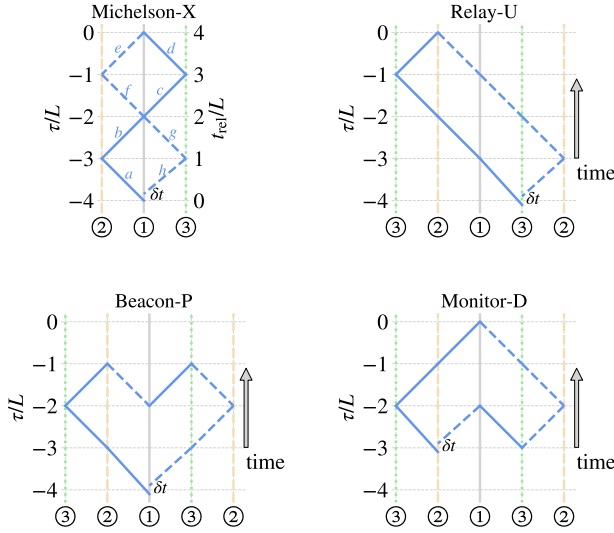 Michelson-X
τ/L
0
−1
−2
−3
−4
4
3
2
1
0
t_rel/L
e
d
f
c
b
g
a
h
δt
② ① ③
Relay-U
τ/L
0
−1
−2
−3
−4
δt
time
③ ② ① ③ ②
Beacon-P
τ/L
0
−1
−2
−3
−4
δt
time
③ ② ① ③ ②
Monitor-D
τ/L
0
−1
−2
−3
−4
δt
time
③ ② ① ③ ②